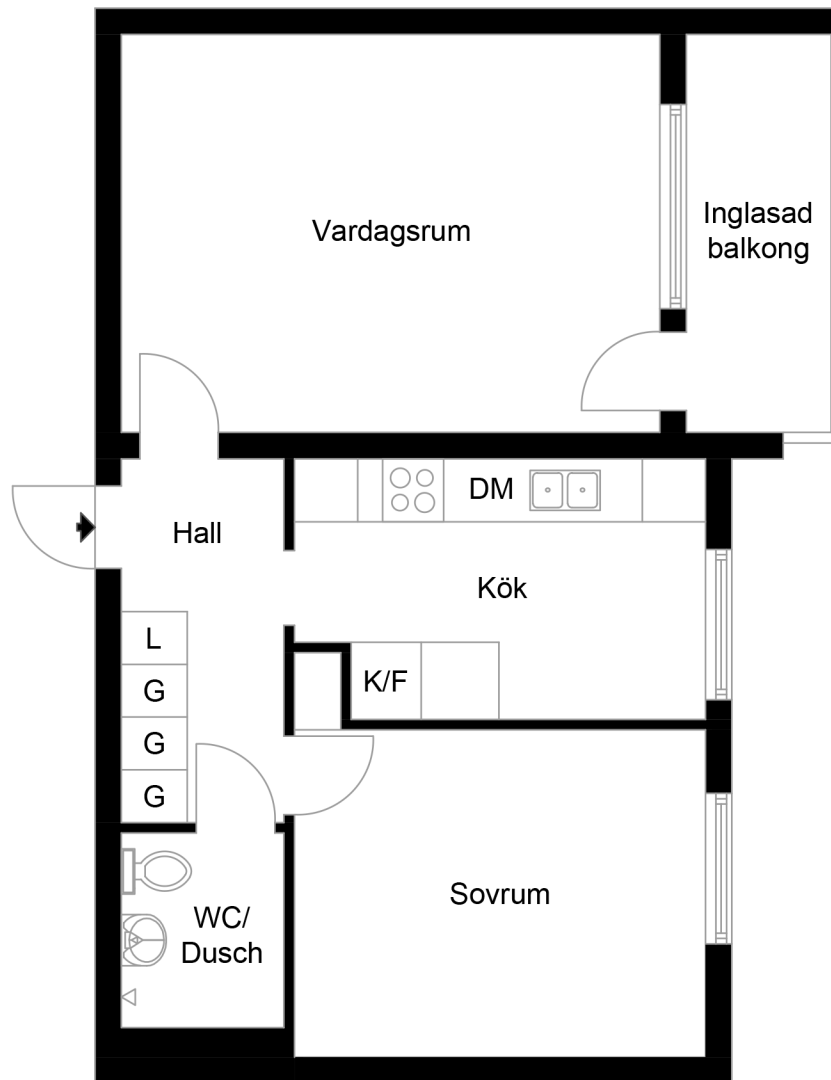 Vardagsrum
Inglasad
balkong
DM
Hall
Kök
L
K/F
G
G
G
Sovrum
WC/
Dusch